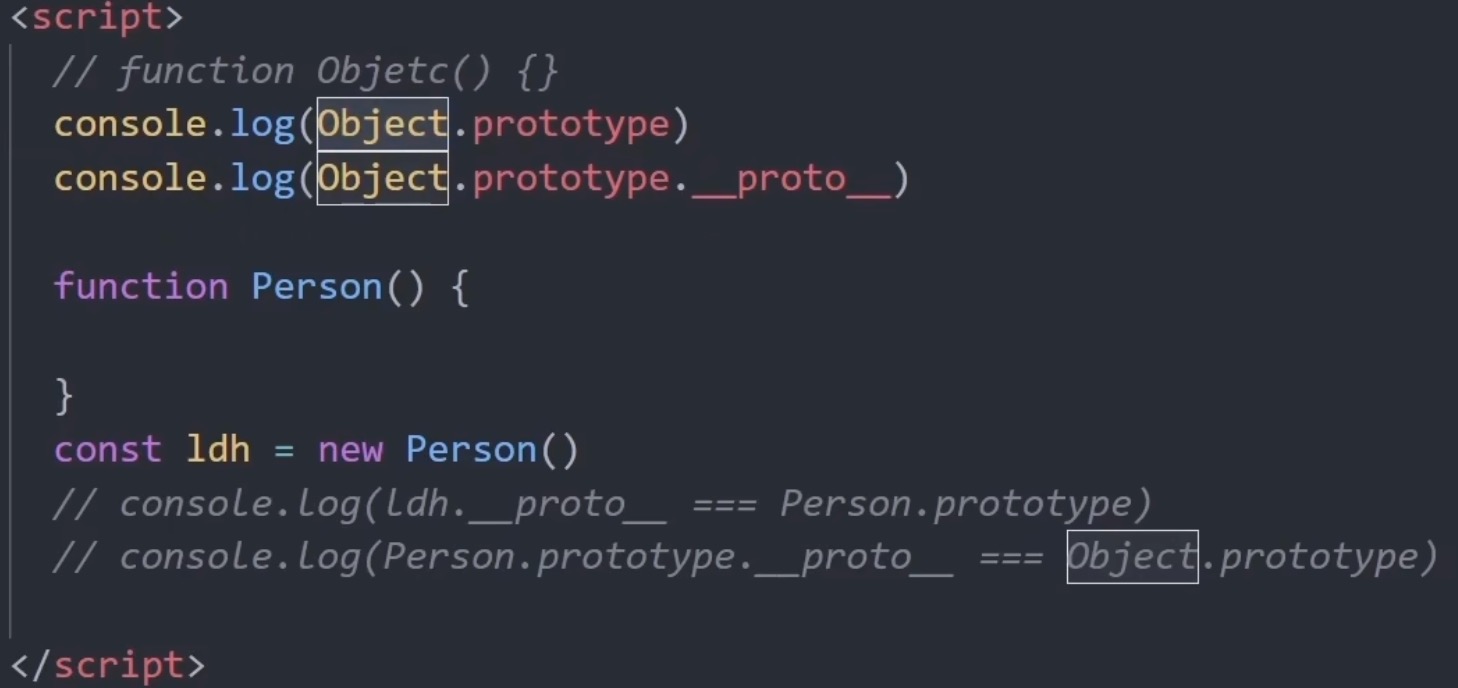 <script>
// function Objetc() {}
console.log(Object.prototype)
console.log(Object.prototype.__proto__)
function Person() {
}
const ldh = new Person()
// console.log(ldh.__proto__ === Person.prototype)
// console.log(Person.prototype.__proto__ === Object.prototype)
</script>